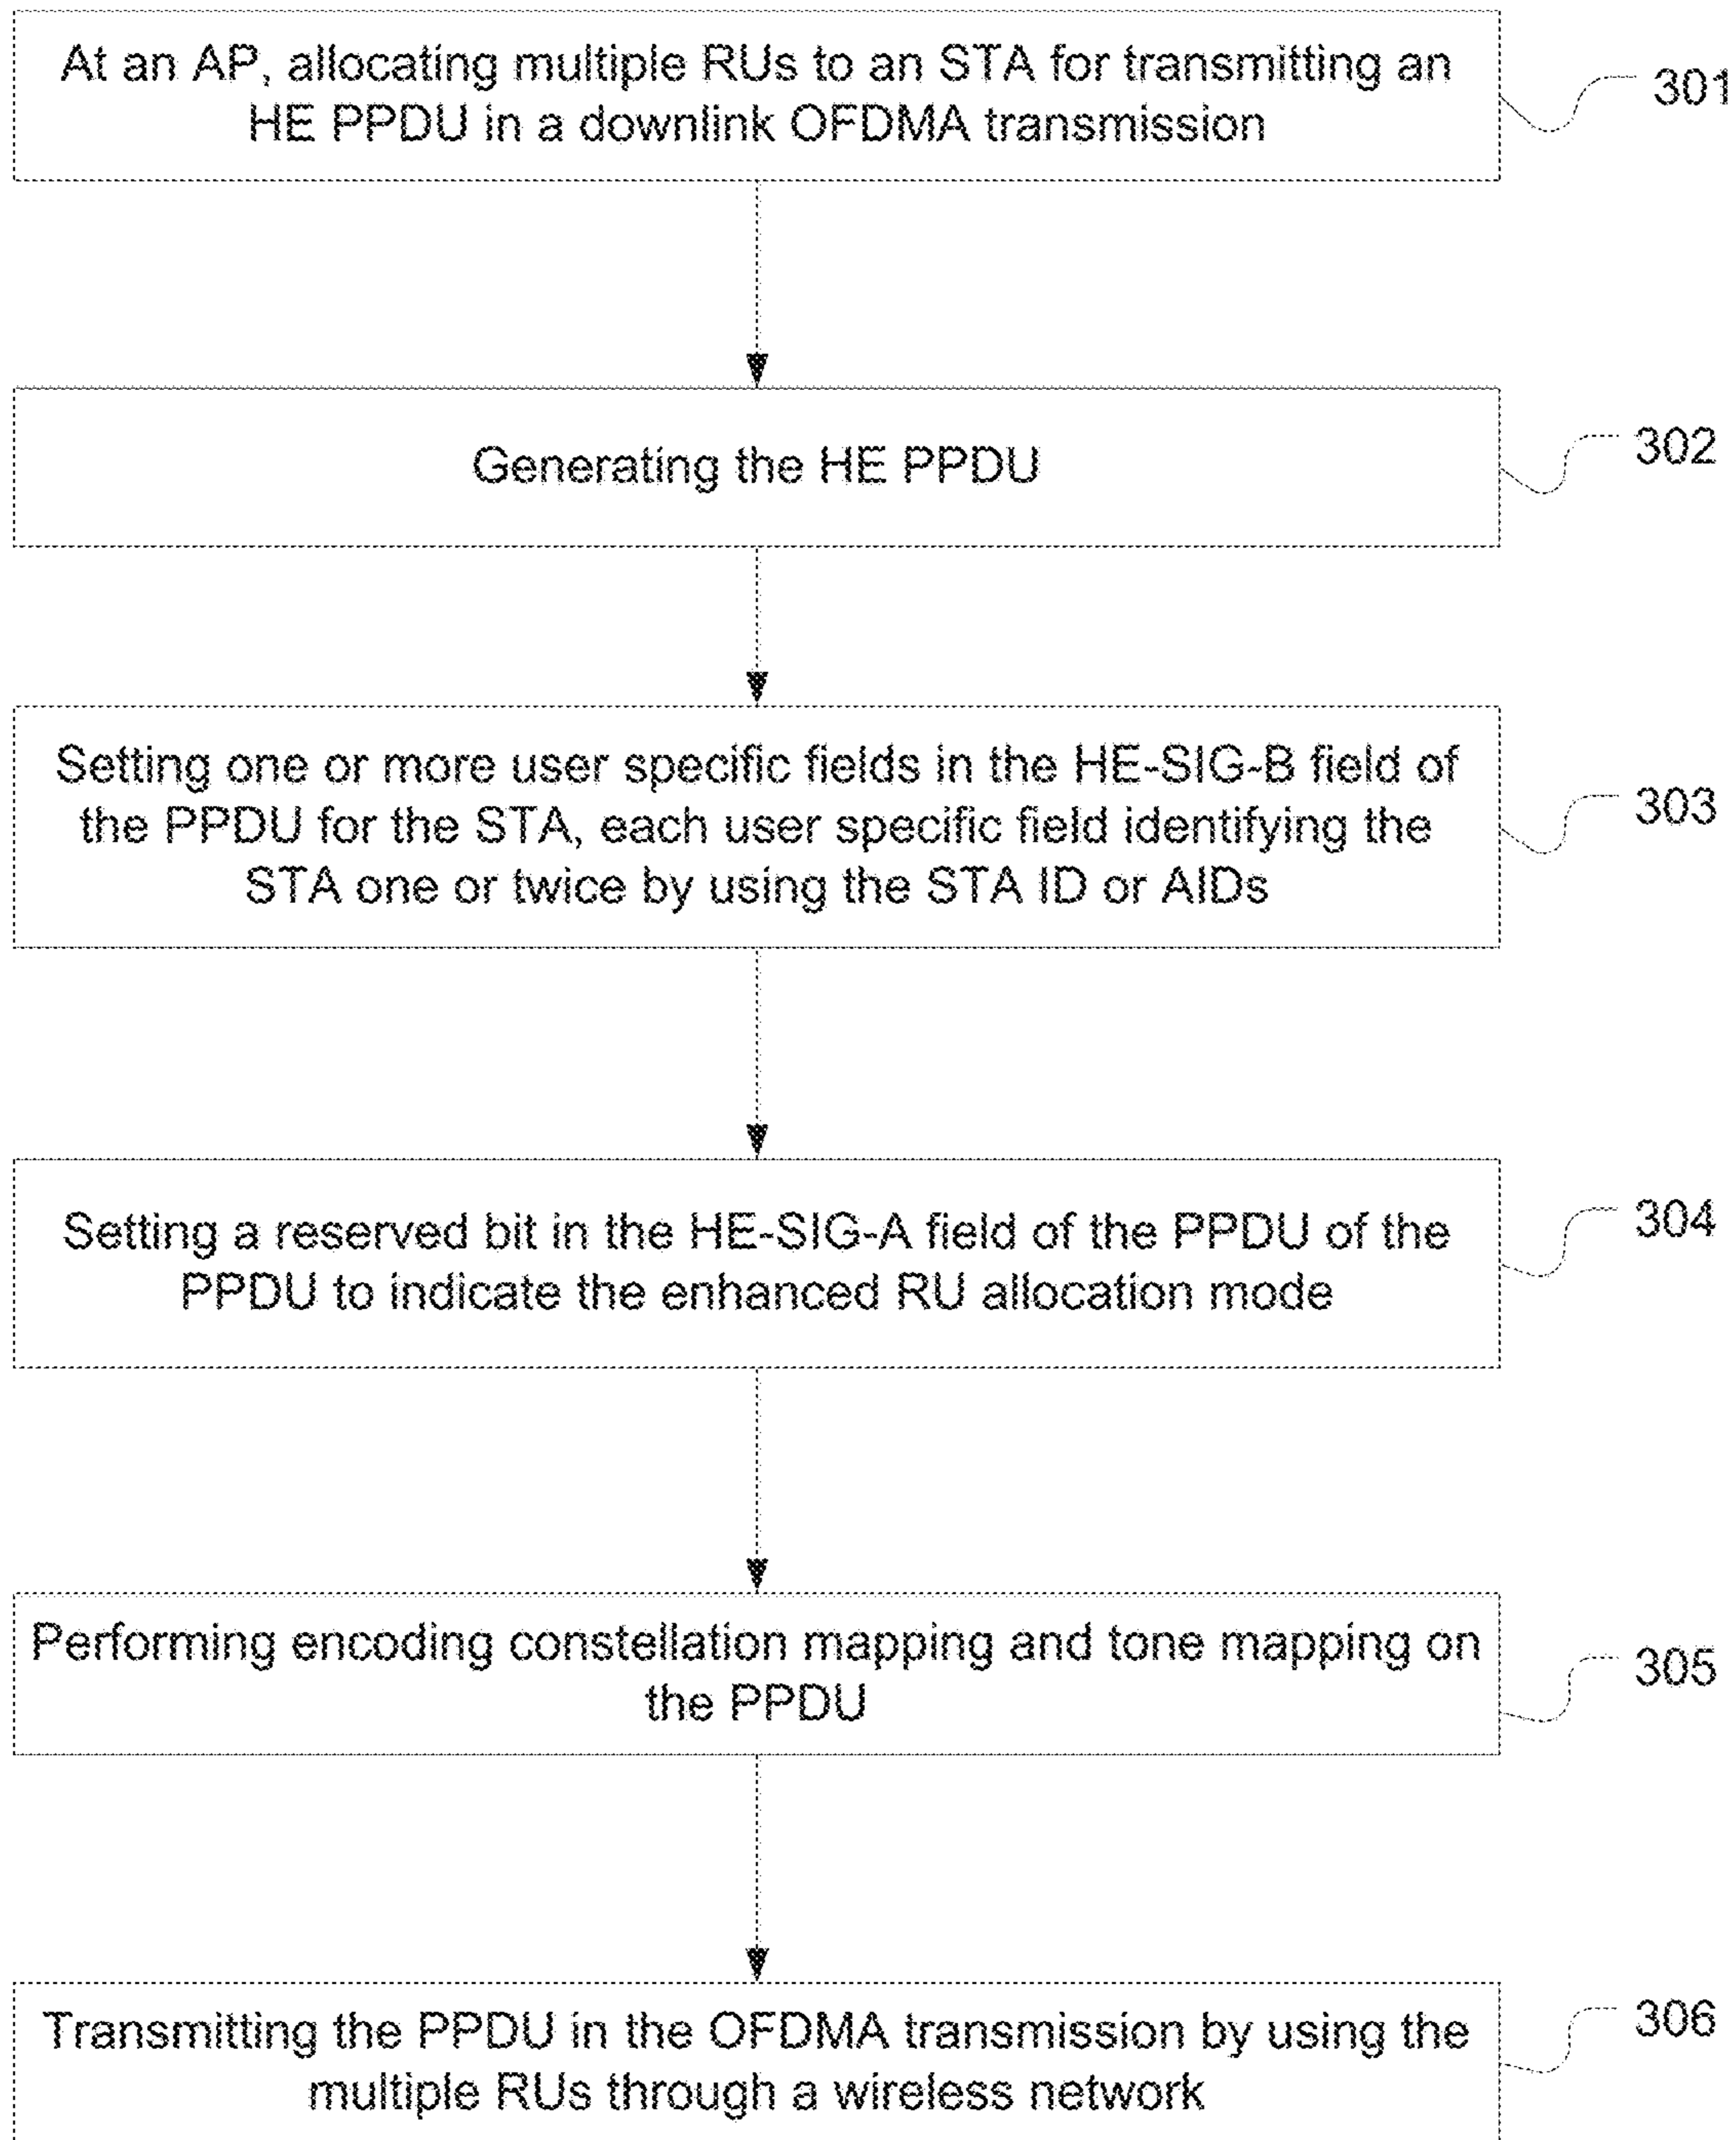 At an AP, allocating multiple RUs to an STA for transmitting an
HE PPDU in a downlink OFDMA transmission
301
Generating the HE PPDU
302
Setting one or more user specific fields in the HE-SIG-B field of
the PPDU for the STA, each user specific field identifying the
STA one or twice by using the STA ID or AIDs
303
Setting a reserved bit in the HE-SIG-A field of the PPDU of the
PPDU to indicate the enhanced RU allocation mode
304
Performing encoding constellation mapping and tone mapping on
the PPDU
305
Transmitting the PPDU in the OFDMA transmission by using the
multiple RUs through a wireless network
306